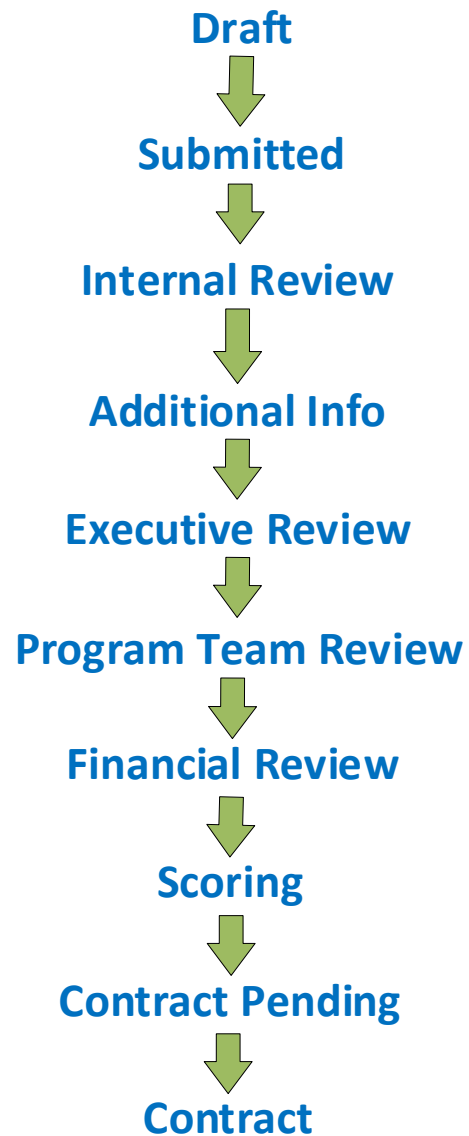 Draft
Submitted
Internal Review
Additional Info
Executive Review
Program Team Review
Financial Review
Scoring
Contract Pending
Contract